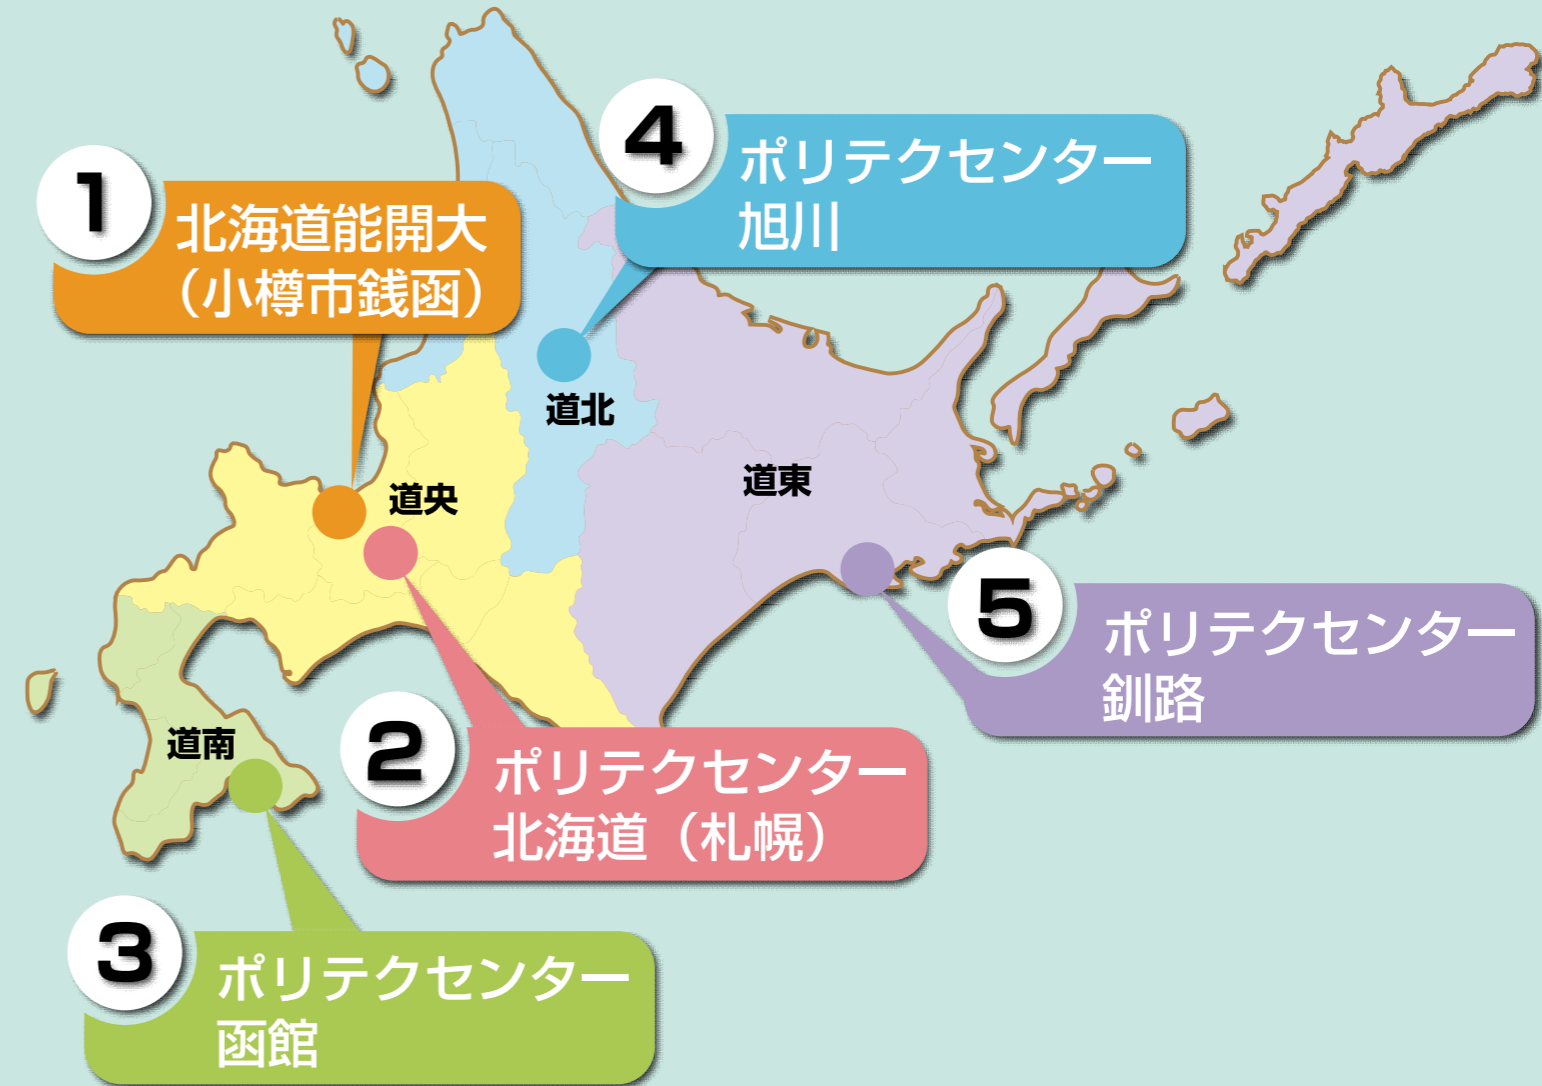 1
北海道能開大
（小樽市銭函）
4
ポリテクセンター
旭川
道北
道央
道東
5
ポリテクセンター
釧路
道南
2
ポリテクセンター
北海道（札幌）
3
ポリテクセンター
函館